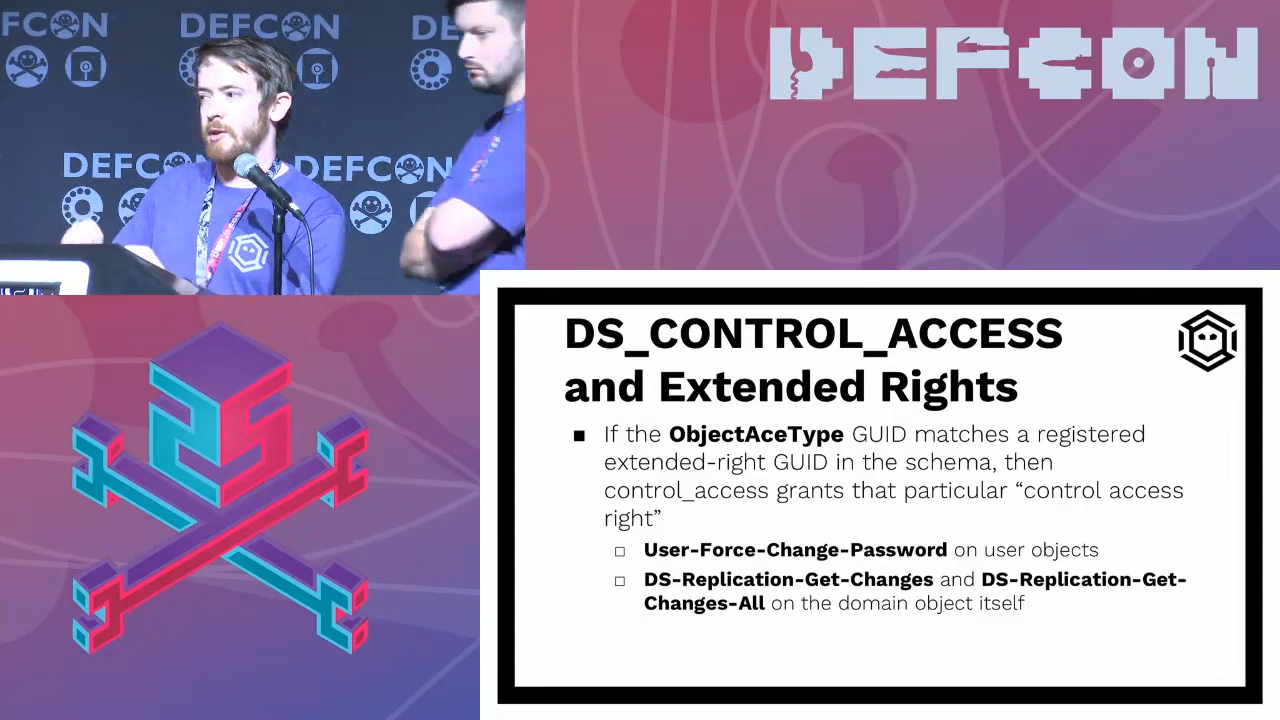 DEFCON
DEFCON
DE
DEFCON
DEFCON
DEFCON
DS_CONTROL_ACCESS
and Extended Rights
■ If the ObjectAceType GUID matches a registered
extended-right GUID in the schema, then
control_access grants that particular “control access
right”
□ User-Force-Change-Password on user objects
□ DS-Replication-Get-Changes and DS-Replication-Get-
Changes-All on the domain object itself